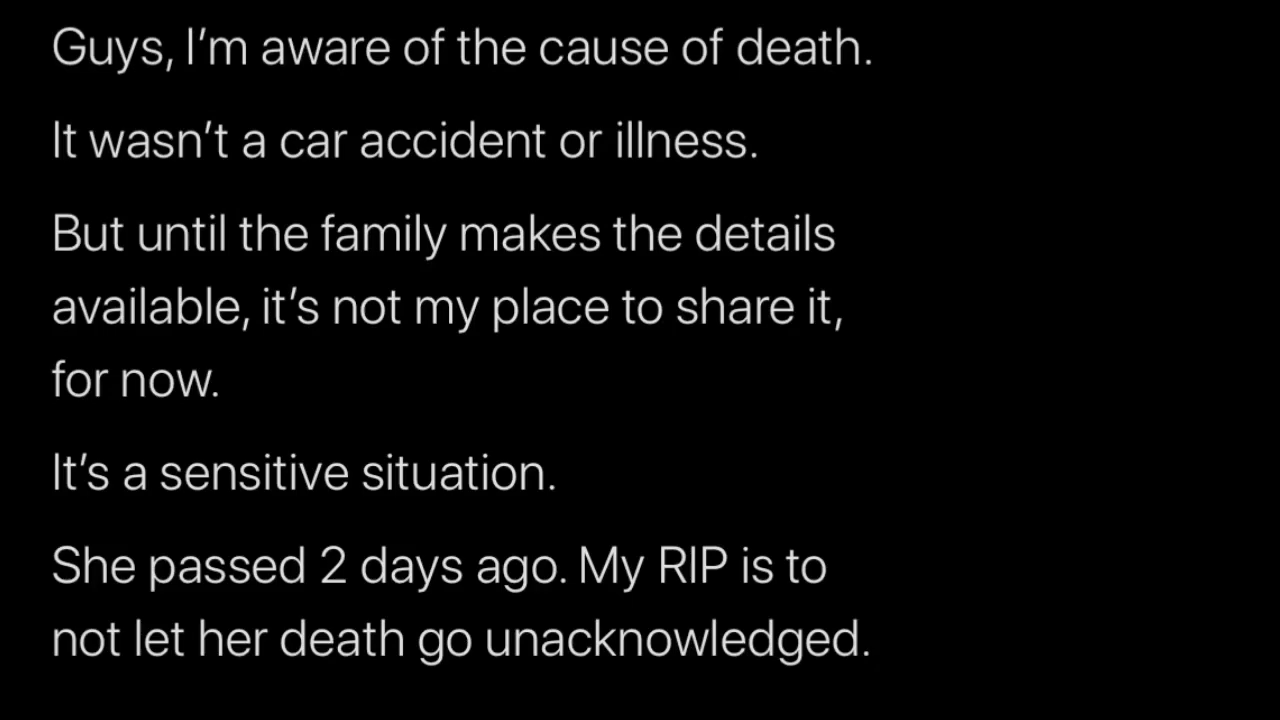 Guys, I’m aware of the cause of death.
It wasn’t a car accident or illness.
But until the family makes the details
available, it’s not my place to share it,
for now.
It’s a sensitive situation.
She passed 2 days ago. My RIP is to
not let her death go unacknowledged.